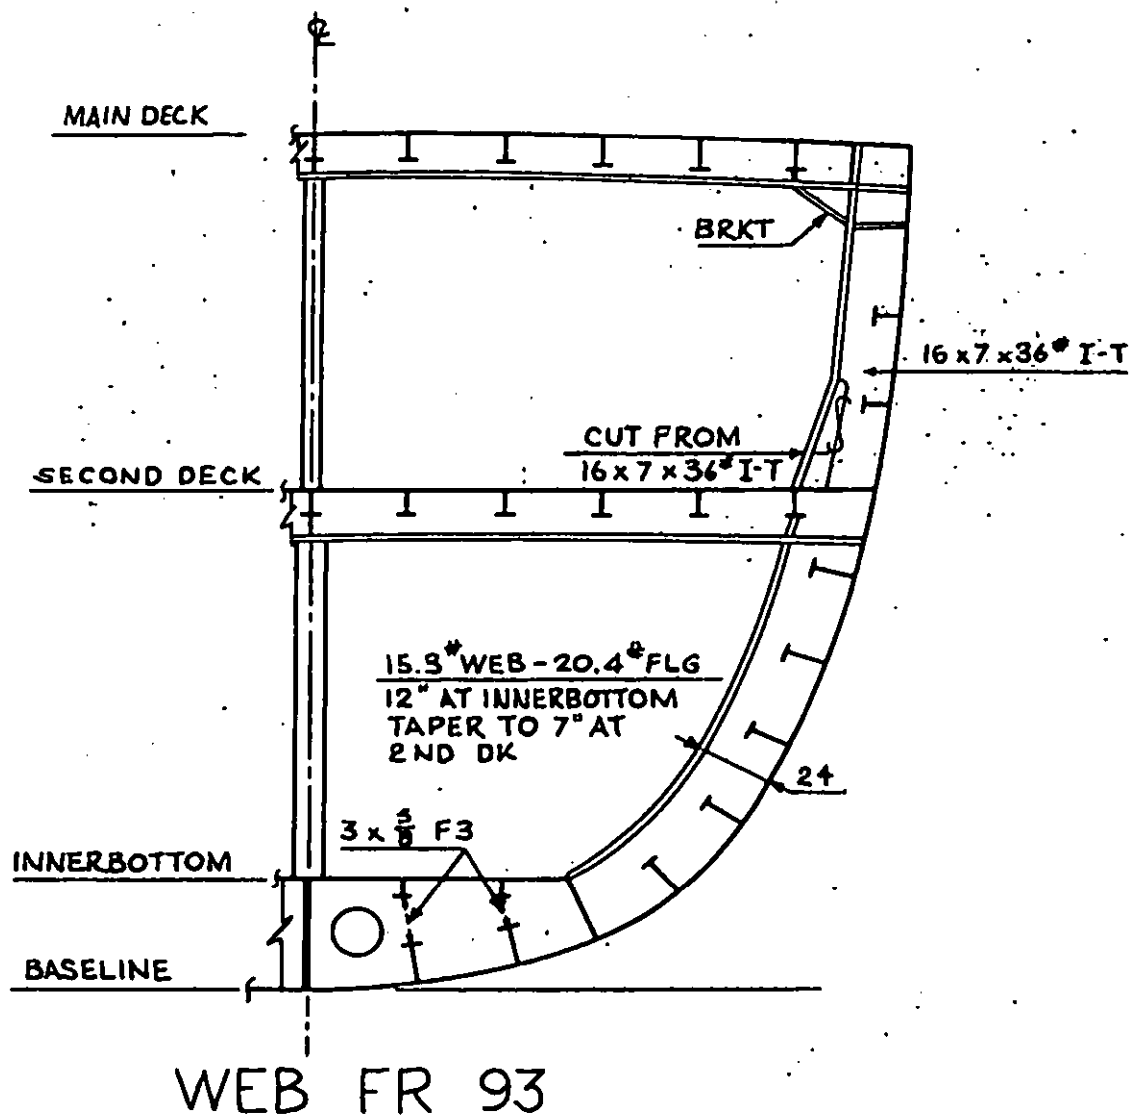 ℄
MAIN DECK
BRKT
16 x 7 x 36# I-T
CUT FROM
16 x 7 x 36# I-T
SECOND DECK
15.3# WEB - 20.4# FLG
12" AT INNERBOTTOM
TAPER TO 7" AT
2ND DK
24
3 x 3/8 F3
INNERBOTTOM
BASELINE
WEB FR 93